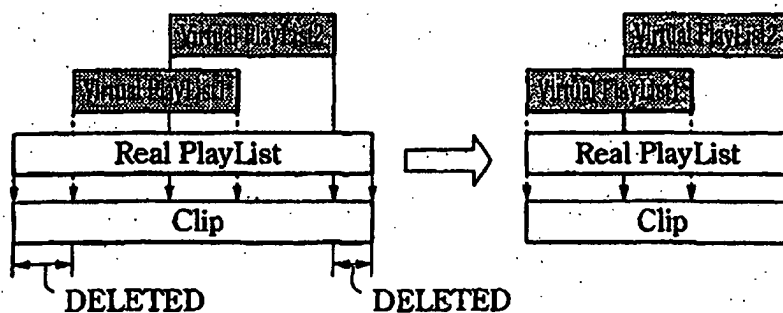 Virtual PlayList2
Virtual PlayList2
Virtual PlayList1
Virtual PlayList1
Real PlayList
Real PlayList
Clip
Clip
DELETED
DELETED